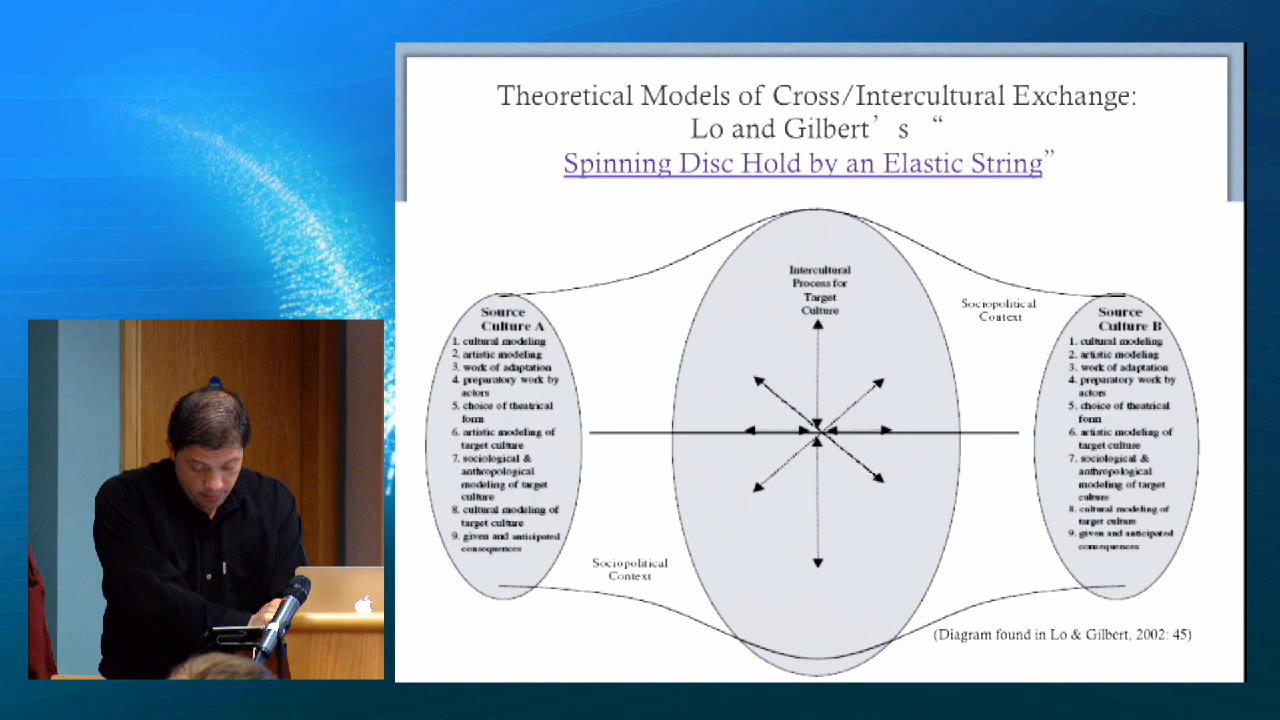 Theoretical Models of Cross/Intercultural Exchange:
Lo and Gilbert’ s “
Spinning Disc Hold by an Elastic String”
Intercultural
Process for
Target
Culture
Sociopolitical
Context
Source
Culture A
1. cultural modeling
2. artistic modeling
3. work of adaptation
4. preparatory work by
actors
5. choice of theatrical
form
6. artistic modeling of
target culture
7. sociological &
anthropological
modeling of target
culture
8. cultural modeling of
target culture
9. given and anticipated
consequences
Source
Culture B
1. cultural modeling
2. artistic modeling
3. work of adaptation
4. preparatory work by
actors
5. choice of theatrical
form
6. artistic modeling of
target culture
7. sociological &
anthropological
modeling of target
culture
8. cultural modeling of
target culture
9. given and anticipated
consequences
Sociopolitical
Context
(Diagram found in Lo & Gilbert, 2002: 45)